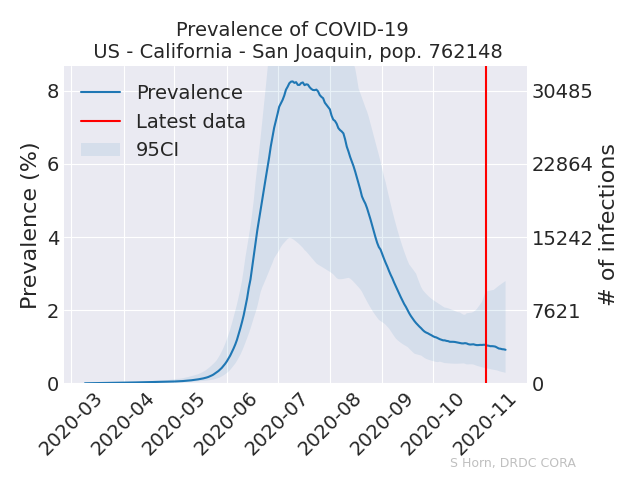 Prevalence of COVID-19
US - California - San Joaquin, pop. 762148
Prevalence (%)
8
6
4
2
0
Prevalence
Latest data
95CI
30485
22864
15242
7621
0
# of infections
2020-03
2020-04
2020-05
2020-06
2020-07
2020-08
2020-09
2020-10
2020-11
S Horn, DRDC CORA